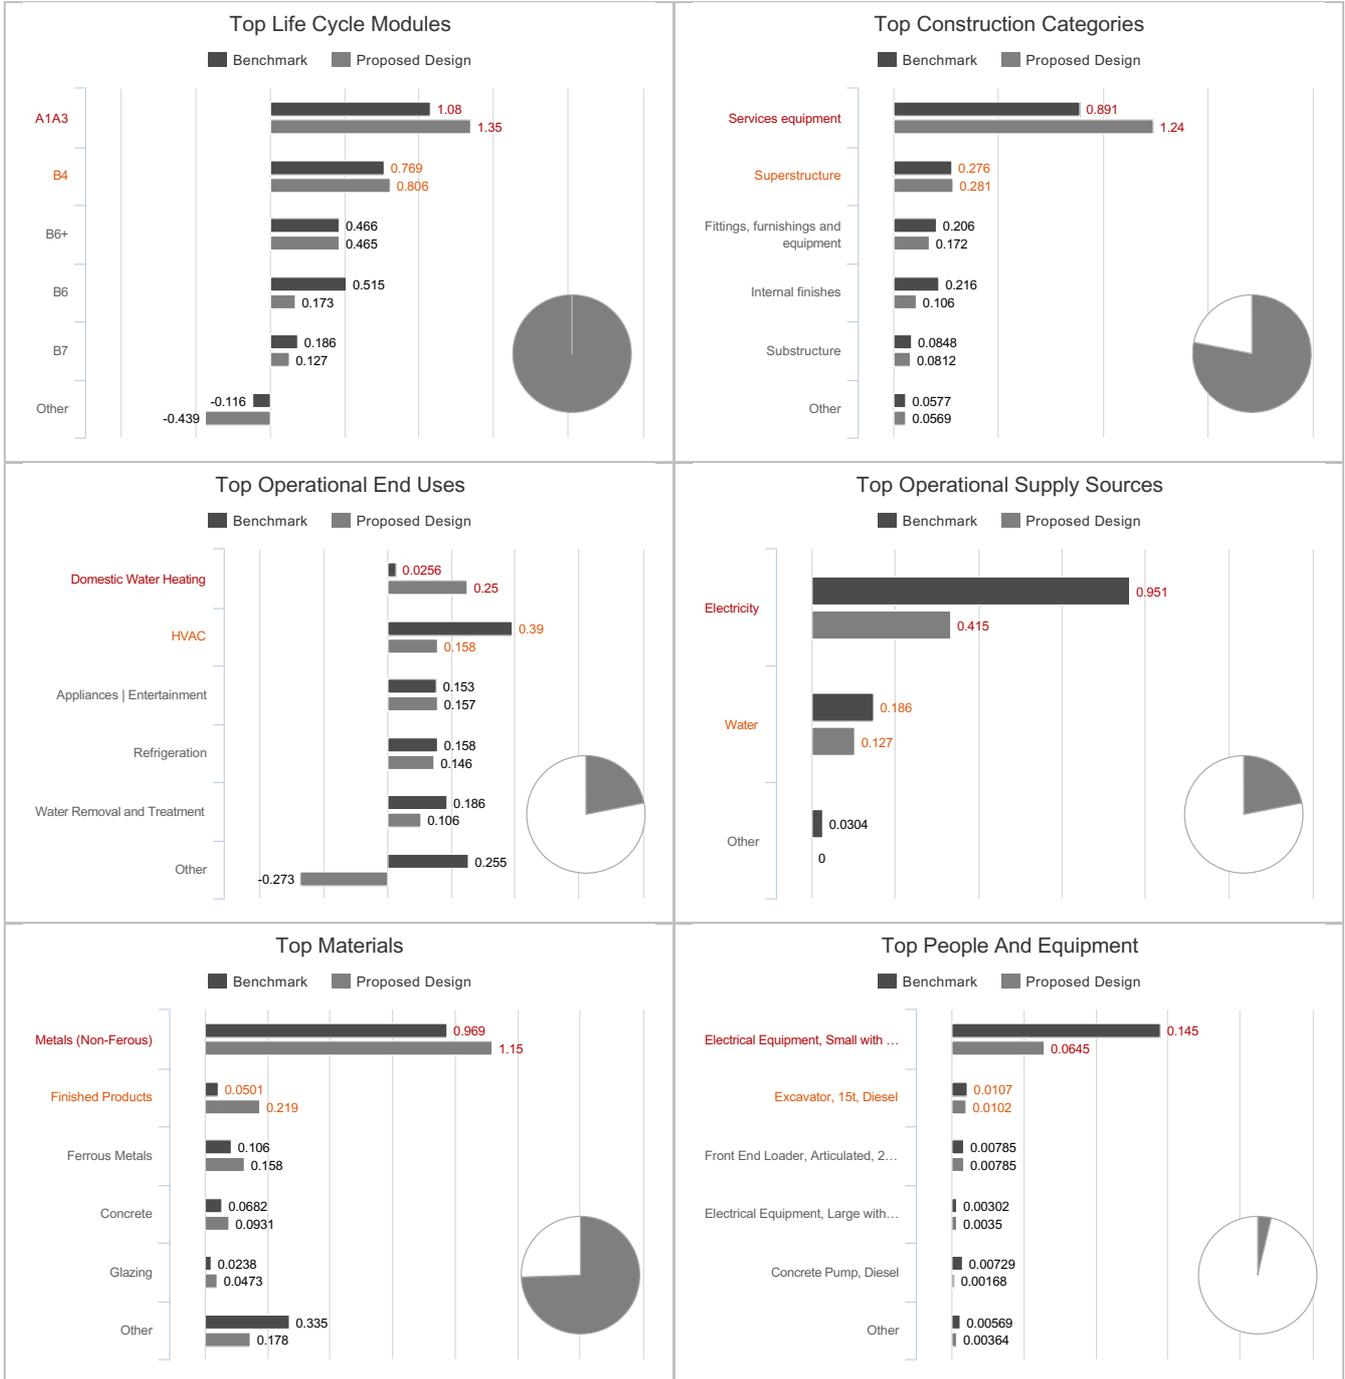 Top Life Cycle Modules
Benchmark Proposed Design
A1A3
1.08
1.35
B4
0.769
0.806
B6+
0.466
0.465
B6
0.515
0.173
B7
0.186
0.127
Other
-0.116
-0.439
Top Construction Categories
Benchmark Proposed Design
Services equipment
0.891
1.24
Superstructure
0.276
0.281
Fittings, furnishings and
equipment
0.206
0.172
Internal finishes
0.216
0.106
Substructure
0.0848
0.0812
Other
0.0577
0.0569
Top Operational End Uses
Benchmark Proposed Design
Domestic Water Heating
0.0256
0.25
HVAC
0.39
0.158
Appliances | Entertainment
0.153
0.157
Refrigeration
0.158
0.146
Water Removal and Treatment
0.186
0.106
Other
0.255
-0.273
Top Operational Supply Sources
Benchmark Proposed Design
Electricity
0.951
0.415
Water
0.186
0.127
Other
0.0304
0
Top Materials
Benchmark Proposed Design
Metals (Non-Ferous)
0.969
1.15
Finished Products
0.0501
0.219
Ferrous Metals
0.106
0.158
Concrete
0.0682
0.0931
Glazing
0.0238
0.0473
Other
0.335
0.178
Top People And Equipment
Benchmark Proposed Design
Electrical Equipment, Small with ...
0.145
0.0645
Excavator, 15t, Diesel
0.0107
0.0102
Front End Loader, Articulated, 2...
0.00785
0.00785
Electrical Equipment, Large with...
0.00302
0.0035
Concrete Pump, Diesel
0.00729
0.00168
Other
0.00569
0.00364